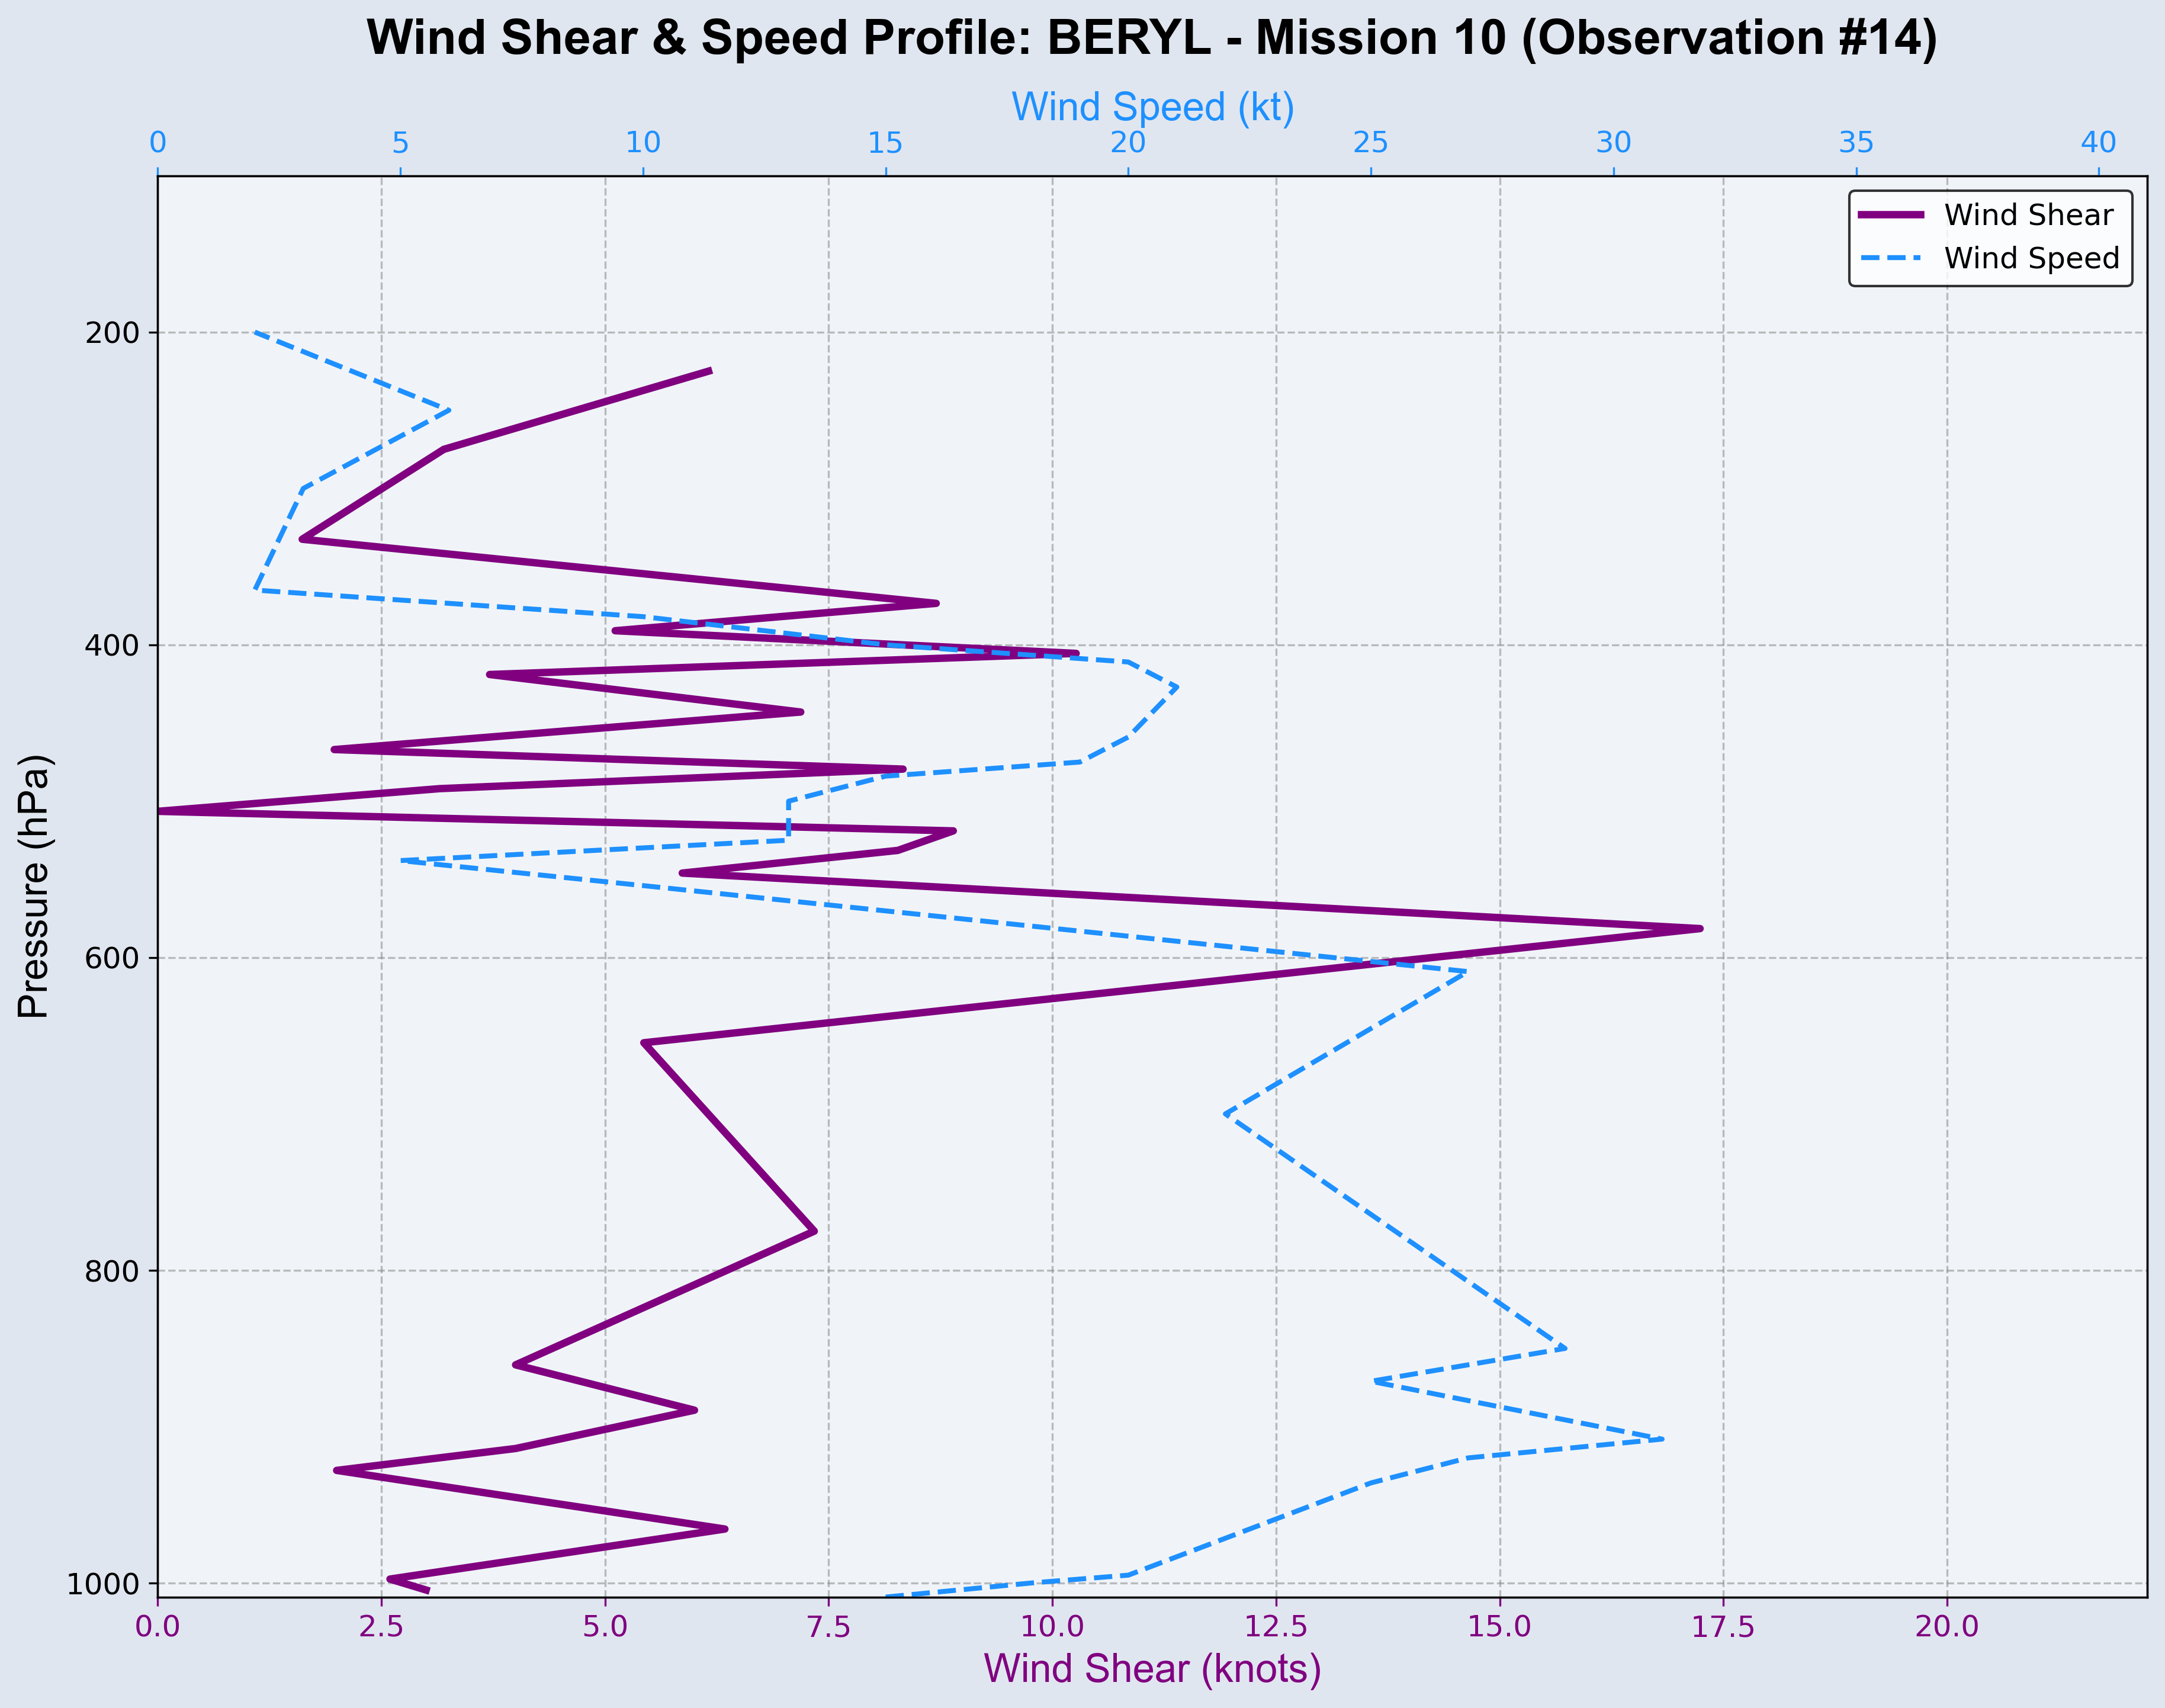 Wind Shear & Speed Profile: BERYL - Mission 10 (Observation #14)
Wind Speed (kt)
0 5 10 15 20 25 30 35 40
Wind Shear
Wind Speed
200
400
600
800
1000
Pressure (hPa)
0.0 2.5 5.0 7.5 10.0 12.5 15.0 17.5 20.0
Wind Shear (knots)